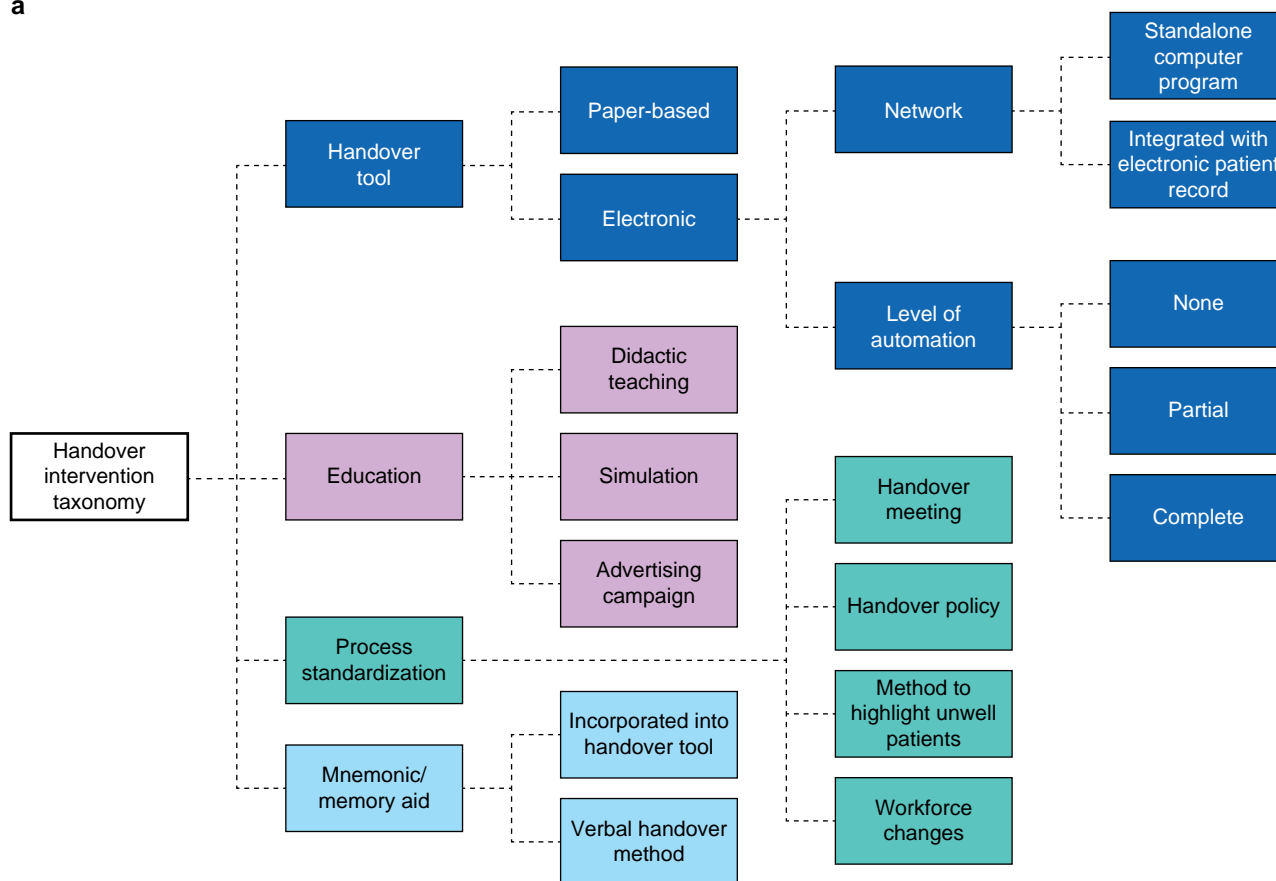 a
Handover
intervention
taxonomy
Handover
tool
Education
Process
standardization
Mnemonic/
memory aid
Paper-based
Electronic
Didactic
teaching
Simulation
Advertising
campaign
Incorporated into
handover tool
Verbal handover
method
Network
Level of
automation
Handover
meeting
Handover policy
Method to
highlight unwell
patients
Workforce
changes
Standalone
computer
program
Integrated with
electronic patient
record
None
Partial
Complete